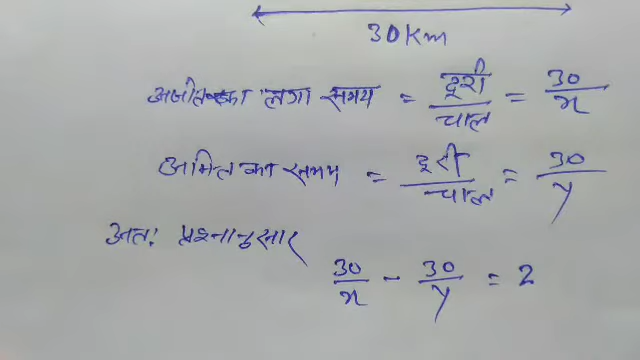 30Km
अजीत का लगा समय = दूरी/चाल = 30/x
अमित का समय = दूरी/चाल = 30/y
अतः प्रश्नानुसार
30/x - 30/y = 2